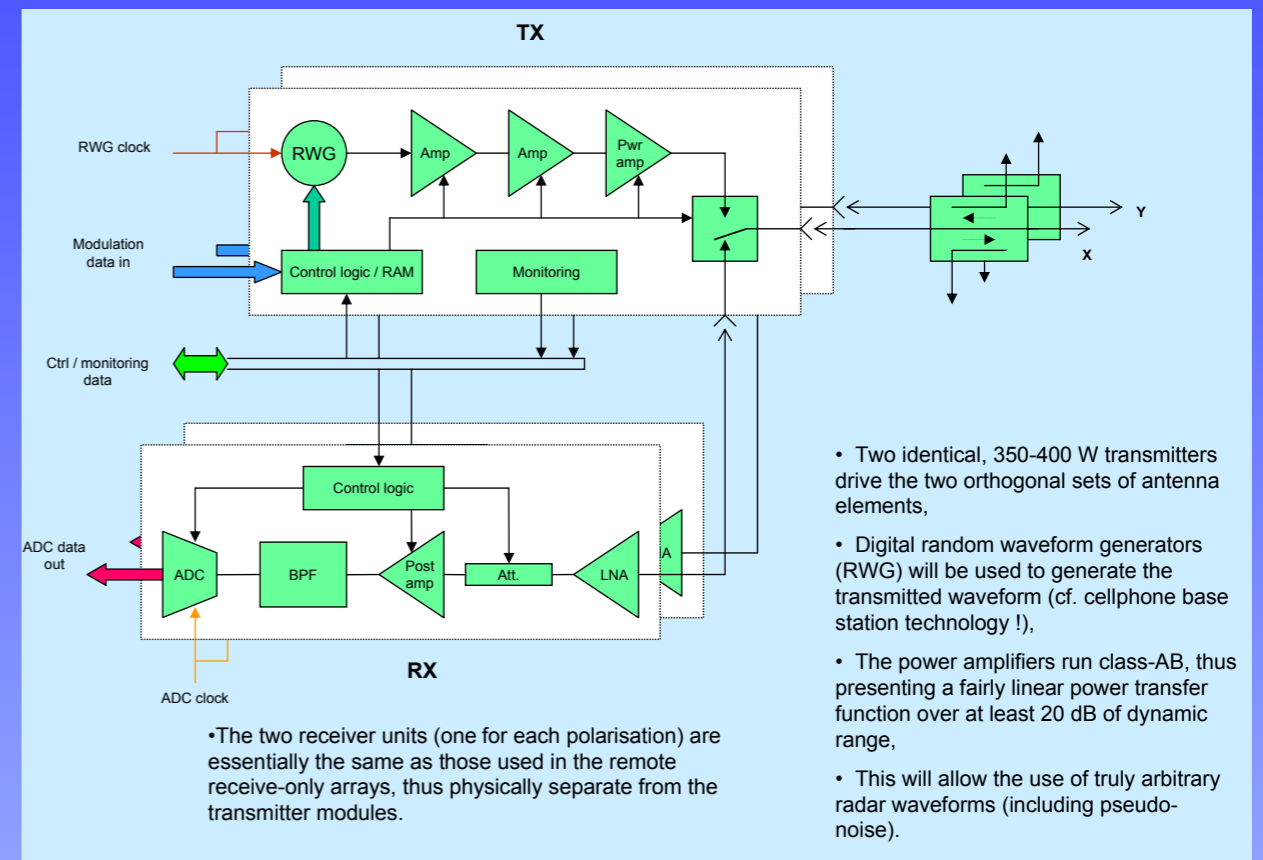 TX
RWG clock
RWG
Amp
Amp
Pwr
amp
Modulation
data in
Control logic / RAM
Monitoring
Y
X
Ctrl / monitoring
data
Control logic
ADC data
out
ADC
BPF
Post
amp
Att.
LNA
A
RX
ADC clock
•The two receiver units (one for each polarisation) are
essentially the same as those used in the remote
receive-only arrays, thus physically separate from the
transmitter modules.
• Two identical, 350-400 W transmitters
drive the two orthogonal sets of antenna
elements,
• Digital random waveform generators
(RWG) will be used to generate the
transmitted waveform (cf. cellphone base
station technology !),
• The power amplifiers run class-AB, thus
presenting a fairly linear power transfer
function over at least 20 dB of dynamic
range,
• This will allow the use of truly arbitrary
radar waveforms (including pseudo-
noise).